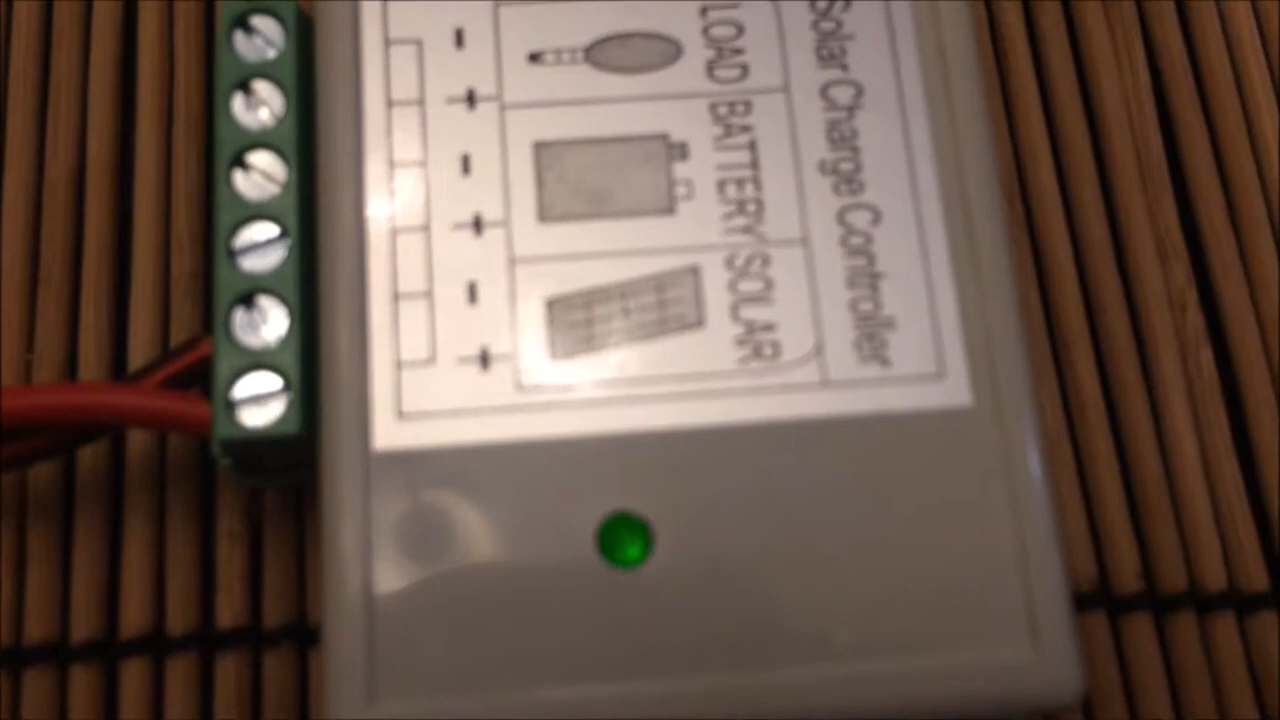 Solar Charge Controller
LOAD BATTERY SOLAR
- + - + - +